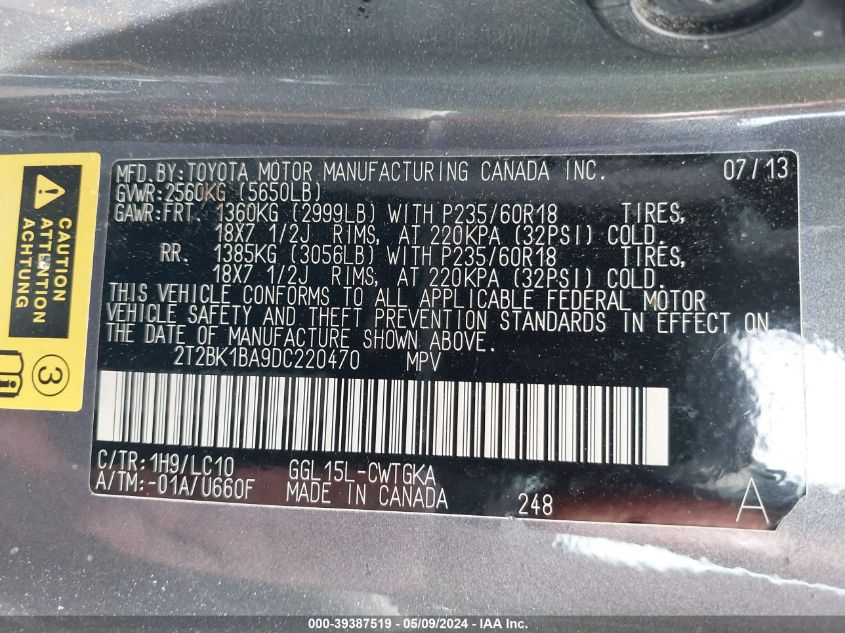 MFD.BY:TOYOTA MOTOR MANUFACTURING CANADA INC. 07/13
GVWR:2560KG (5650LB)
GAWR:FRT. 1360KG (2999LB) WITH P235/60R18 TIRES,
18X7 1/2J RIMS, AT 220KPA (32PSI) COLD.
RR. 1385KG (3056LB) WITH P235/60R18 TIRES,
18X7 1/2J RIMS, AT 220KPA (32PSI) COLD.
THIS VEHICLE CONFORMS TO ALL APPLICABLE FEDERAL MOTOR
VEHICLE SAFETY AND THEFT PREVENTION STANDARDS IN EFFECT ON
THE DATE OF MANUFACTURE SHOWN ABOVE.
2T2BK1BA9DC220470 MPV
C/TR:1H9/LC10 GGL15L-CWTGKA
A/TM:-01A/U660F MADE IN CANADA 248 A
CAUTION
ATTENTION
ACHTUNG
3
000-39387519 - 05/09/2024 - IAA Inc.